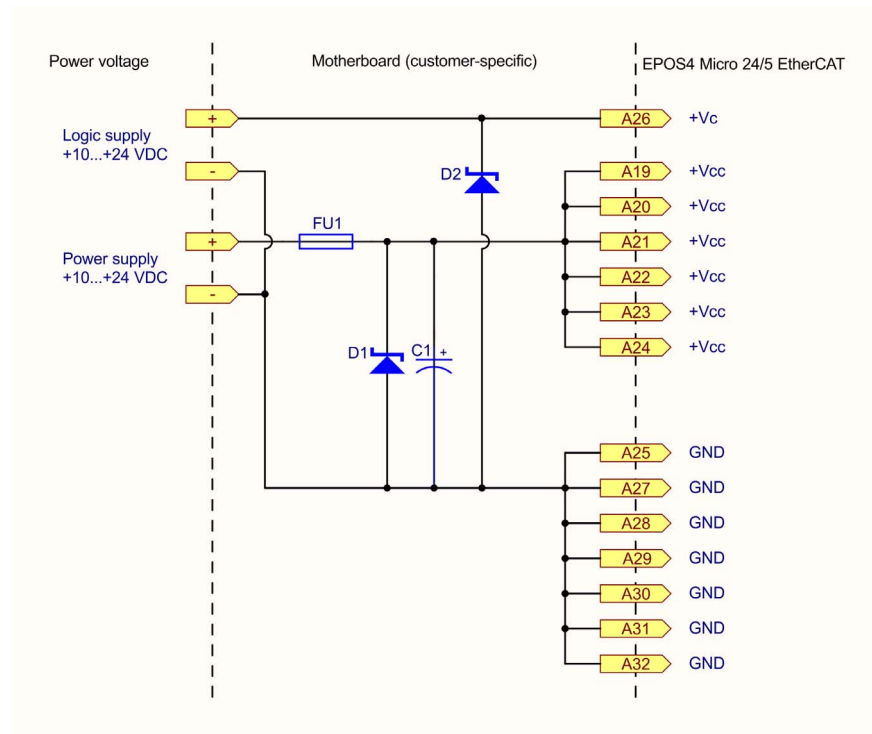 Power voltage
Motherboard (customer-specific)
EPOS4 Micro 24/5 EtherCAT
+
A26
+Vc
Logic supply
+10...+24 VDC
-
D2
A19
+Vcc
A20
+Vcc
FU1
+
A21
+Vcc
Power supply
+10...+24 VDC
A22
+Vcc
-
A23
+Vcc
D1
C1
+
A24
+Vcc
A25
GND
A27
GND
A28
GND
A29
GND
A30
GND
A31
GND
A32
GND